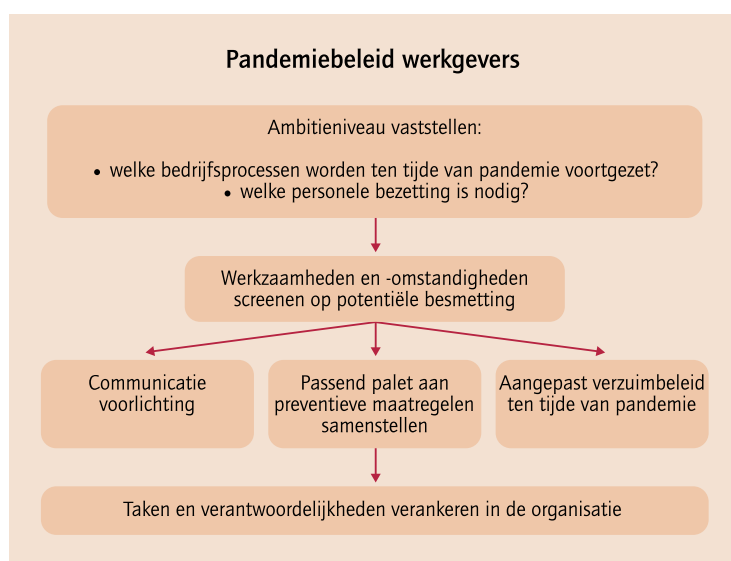 Pandemiebeleid werkgevers
Ambitieniveau vaststellen:
• welke bedrijfsprocessen worden ten tijde van pandemie voortgezet?
• welke personele bezetting is nodig?
Werkzaamheden en -omstandigheden
screenen op potentiële besmetting
Communicatie
voorlichting
Passend palet aan
preventieve maatregelen
samenstellen
Aangepast verzuimbeleid
ten tijde van pandemie
Taken en verantwoordelijkheden verankeren in de organisatie